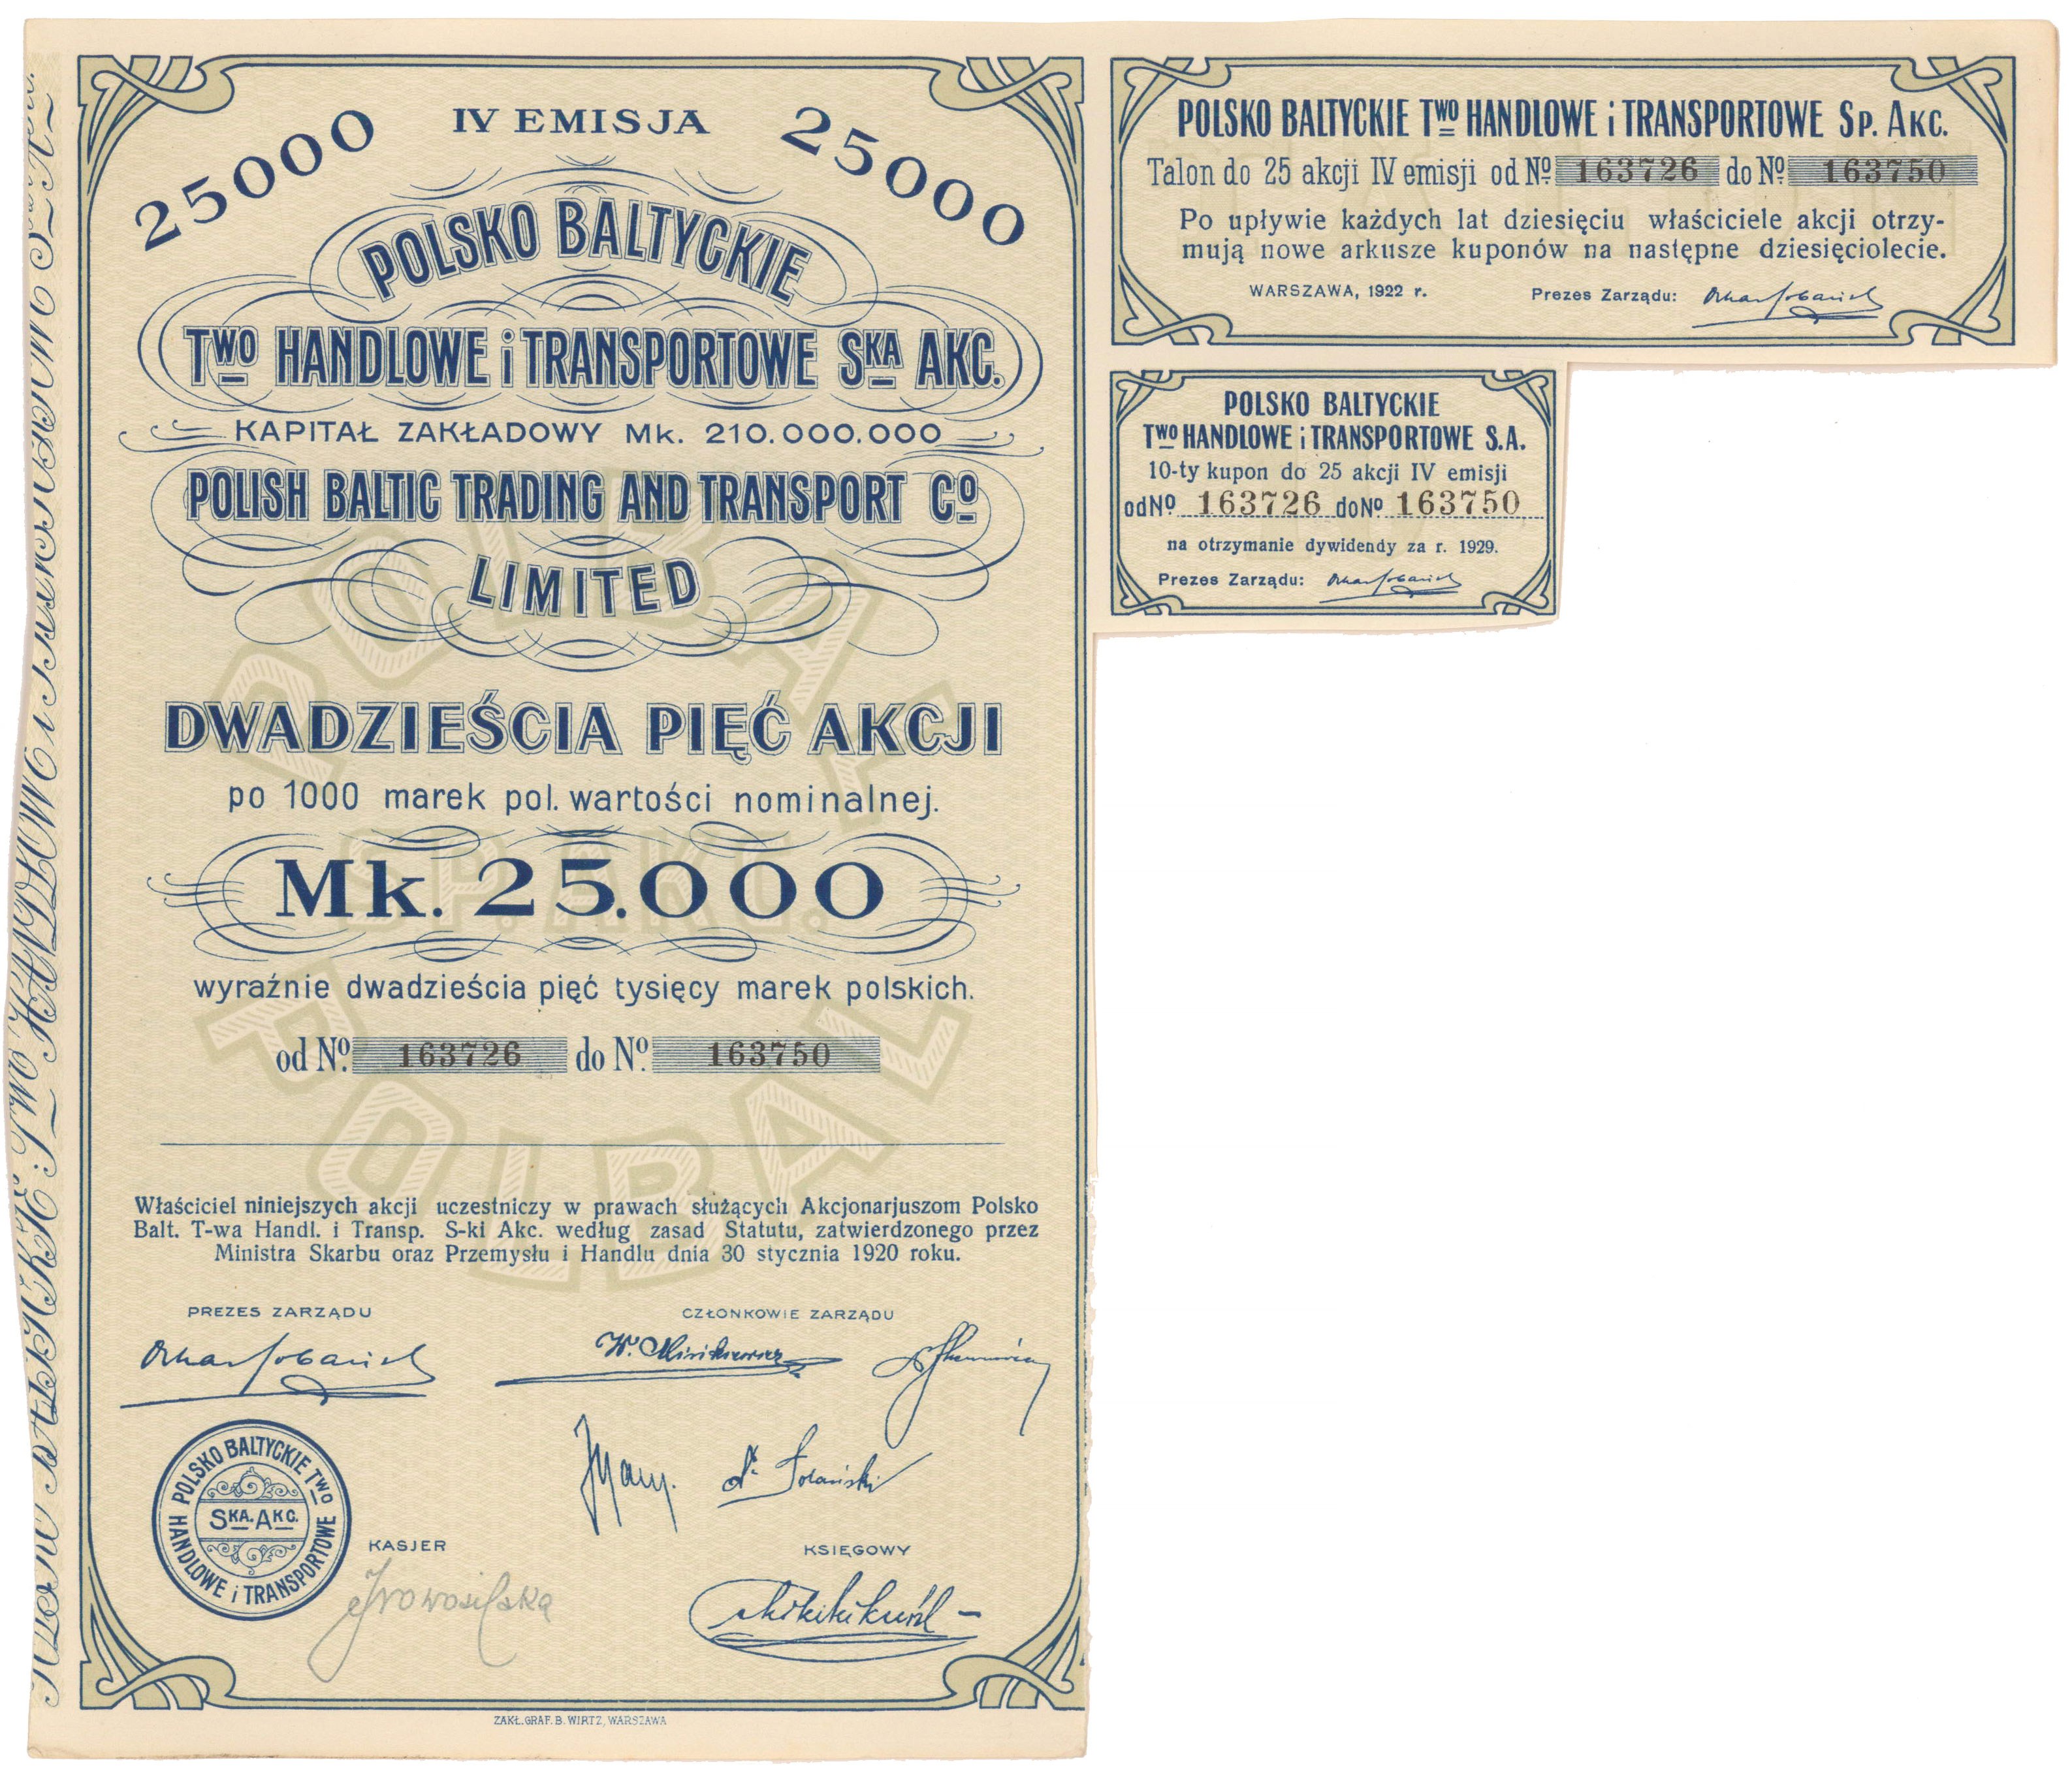 IV EMISJA
25000
25000
POLSKO BALTYCKIE
TWO HANDLOWE i TRANSPORTOWE SKA AKC.
KAPITAŁ ZAKŁADOWY MK. 210.000.000
POLISH BALTIC TRADING AND TRANSPORT Co
LIMITED
DWADZIEŚCIA PIĘĆ AKCJI
po 1000 marek pol. wartości nominalnej.
Mk. 25.000
wyraźnie dwadzieścia pięć tysięcy marek polskich.
od No. 163726 do No. 163750
POLBAL
SP. AKC.
POLBAL
Właściciel niniejszych akcji uczestniczy w prawach służących Akcjonarjuszom Polsko
Balt. T-wa Handl. i Transp. S-ki Akc. według zasad Statutu, zatwierdzonego przez
Ministra Skarbu oraz Przemysłu i Handlu dnia 30 stycznia 1920 roku.
PREZES ZARZĄDU
CZŁONKOWIE ZARZĄDU
POLSKO BALTYCKIE TWO
SKA. AKC.
HANDLOWE i TRANSPORTOWE
KASJER
KSIĘGOWY
ZAKŁ. GRAF. B. WIRTZ, WARSZAWA
POLSKO BALTYCKIE TWO HANDLOWE i TRANSPORTOWE SP. AKC.
Talon do 25 akcji IV emisji od No 163726 do No 163750
Po upływie każdych lat dziesięciu właściciele akcji otrzy-
mują nowe arkusze kuponów na następne dziesięciolecie.
WARSZAWA, 1922 r.
Prezes Zarządu:
POLSKO BALTYCKIE
TWO HANDLOWE i TRANSPORTOWE S.A.
10-ty kupon do 25 akcji IV emisji
od No 163726 do No 163750
na otrzymanie dywidendy za r. 1929.
Prezes Zarządu: